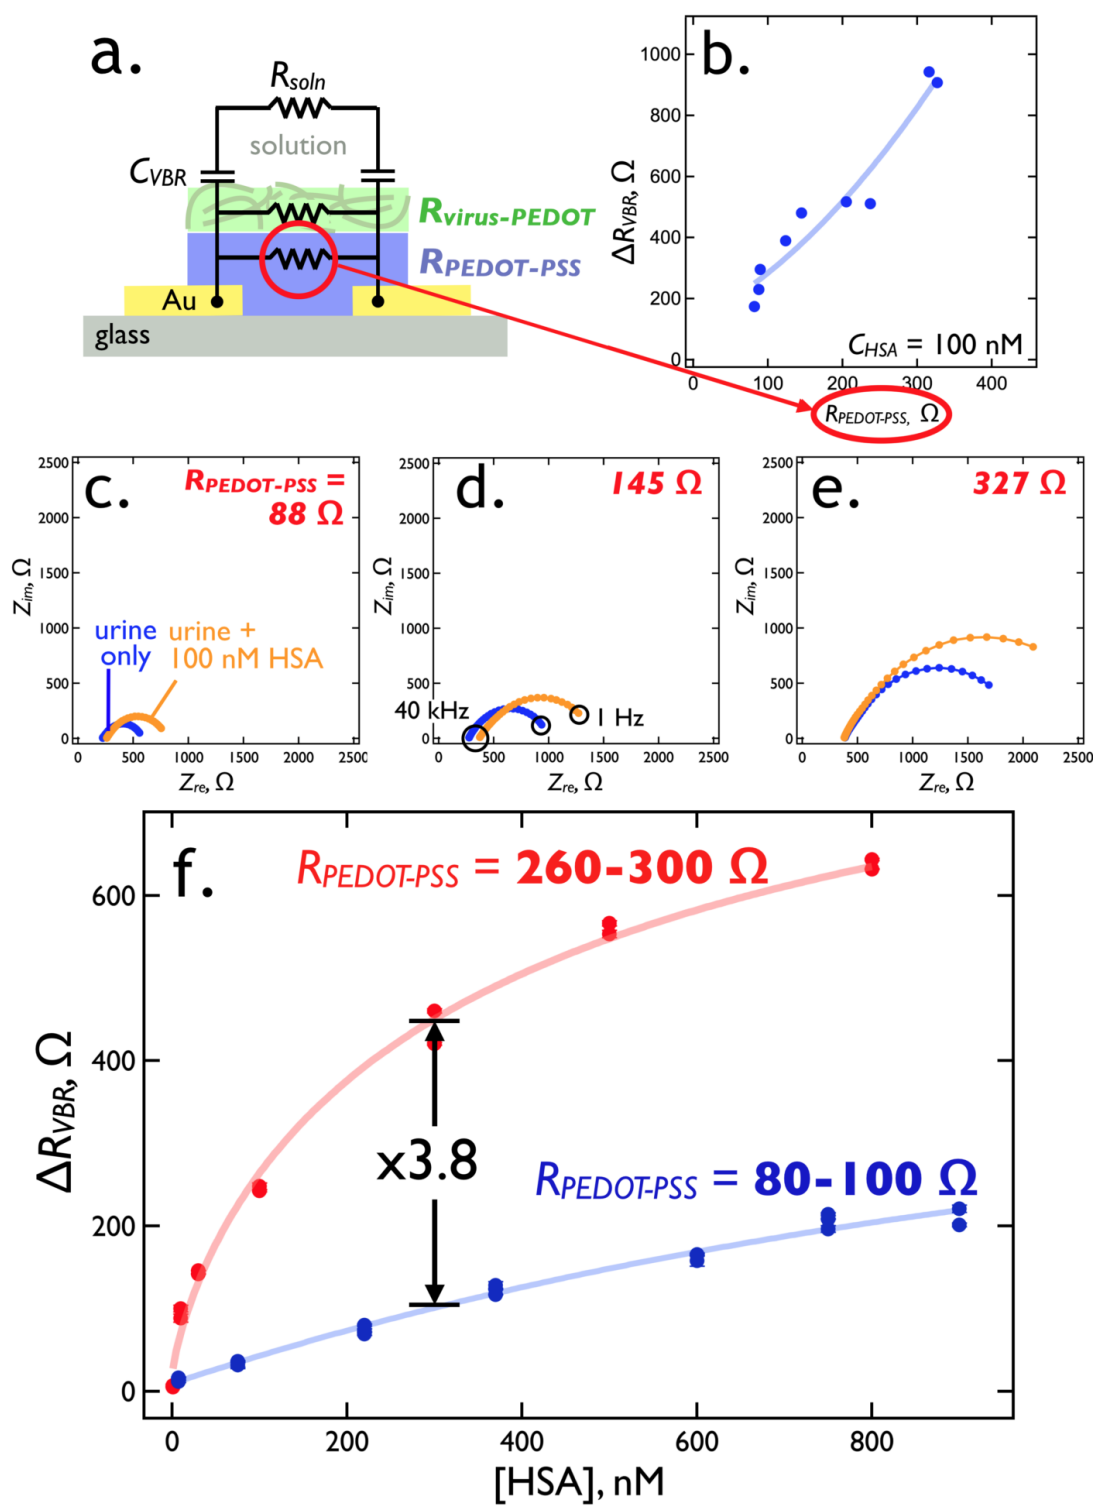 a.
Rsoln
solution
CVBR
Rvirus-PEDOT
RPEDOT-PSS
Au
glass
b.
1000
800
600
400
200
0
ΔRVBR, Ω
CHSA = 100 nM
0 100 200 300 400
RPEDOT-PSS, Ω
c.
RPEDOT-PSS =
88 Ω
2500
2000
1500
1000
500
0
Zim, Ω
urine
only
urine +
100 nM HSA
0 500 1000 1500 2000 2500
Zre, Ω
d.
145 Ω
2500
2000
1500
1000
500
0
Zim, Ω
40 kHz
1 Hz
0 500 1000 1500 2000 2500
Zre, Ω
e.
327 Ω
2500
2000
1500
1000
500
0
Zim, Ω
0 500 1000 1500 2000 2500
Zre, Ω
f.
RPEDOT-PSS = 260-300 Ω
600
400
200
0
ΔRVBR, Ω
x3.8
RPEDOT-PSS = 80-100 Ω
0 200 400 600 800
[HSA], nM